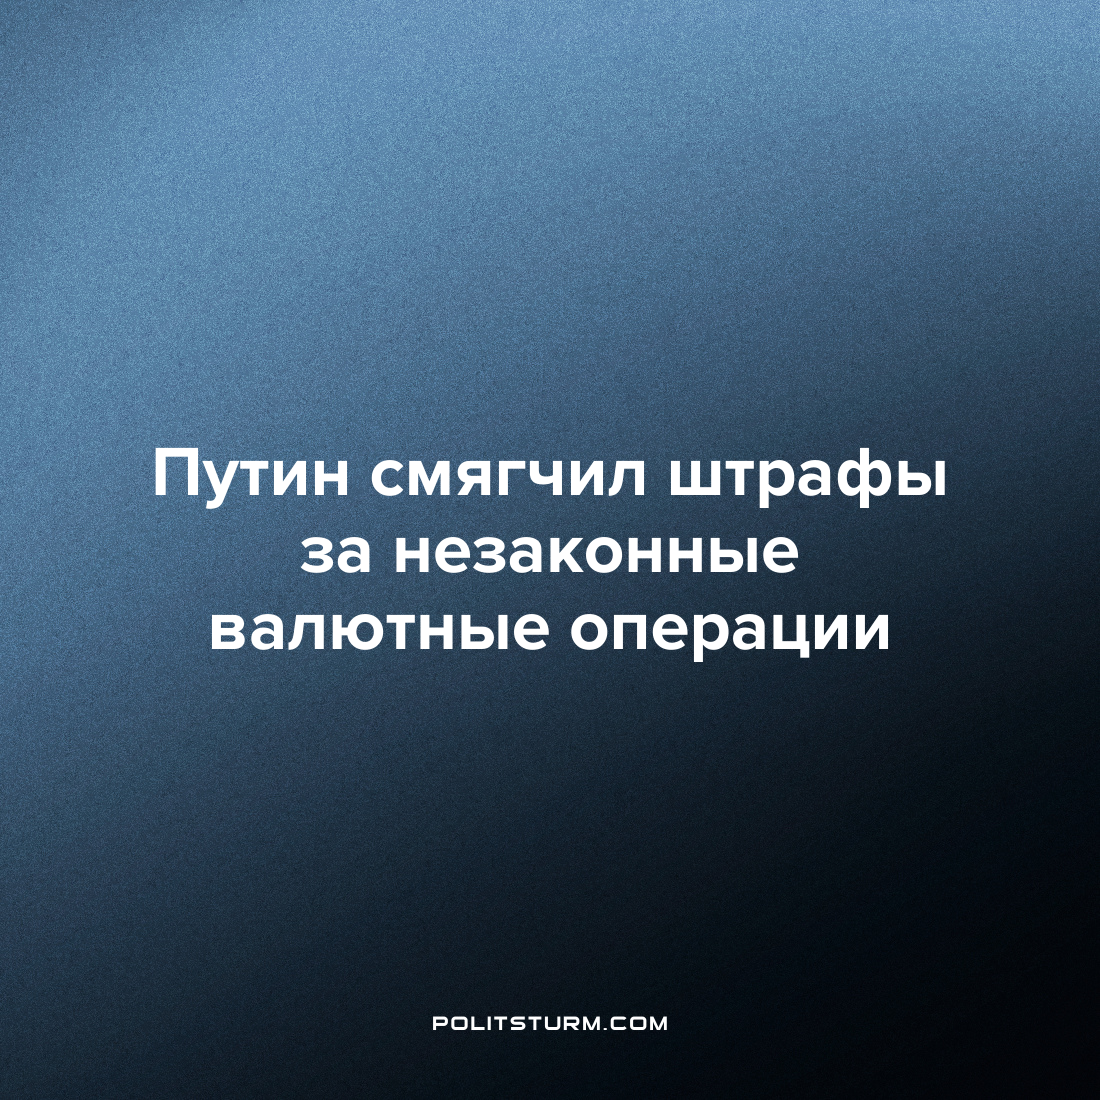 Путин смягчил штрафы
за незаконные
валютные операции
POLITSTURM.COM